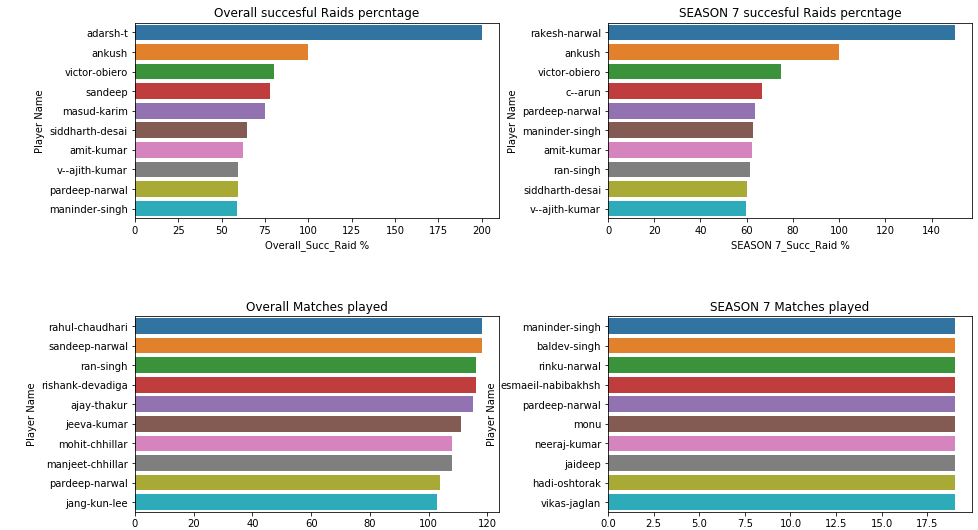 Overall succesful Raids percntage
Player Name
adarsh-t
ankush
victor-obiero
sandeep
masud-karim
siddharth-desai
amit-kumar
v--ajith-kumar
pardeep-narwal
maninder-singh
0 25 50 75 100 125 150 175 200
Overall_Succ_Raid %
SEASON 7 succesful Raids percntage
Player Name
rakesh-narwal
ankush
victor-obiero
c--arun
pardeep-narwal
maninder-singh
amit-kumar
ran-singh
siddharth-desai
v--ajith-kumar
0 20 40 60 80 100 120 140
SEASON 7_Succ_Raid %
Overall Matches played
Player Name
rahul-chaudhari
sandeep-narwal
ran-singh
rishank-devadiga
ajay-thakur
jeeva-kumar
mohit-chhillar
manjeet-chhillar
pardeep-narwal
jang-kun-lee
0 20 40 60 80 100 120
SEASON 7 Matches played
Player Name
maninder-singh
baldev-singh
rinku-narwal
esmaeil-nabibakhsh
pardeep-narwal
monu
neeraj-kumar
jaideep
hadi-oshtorak
vikas-jaglan
0.0 2.5 5.0 7.5 10.0 12.5 15.0 17.5